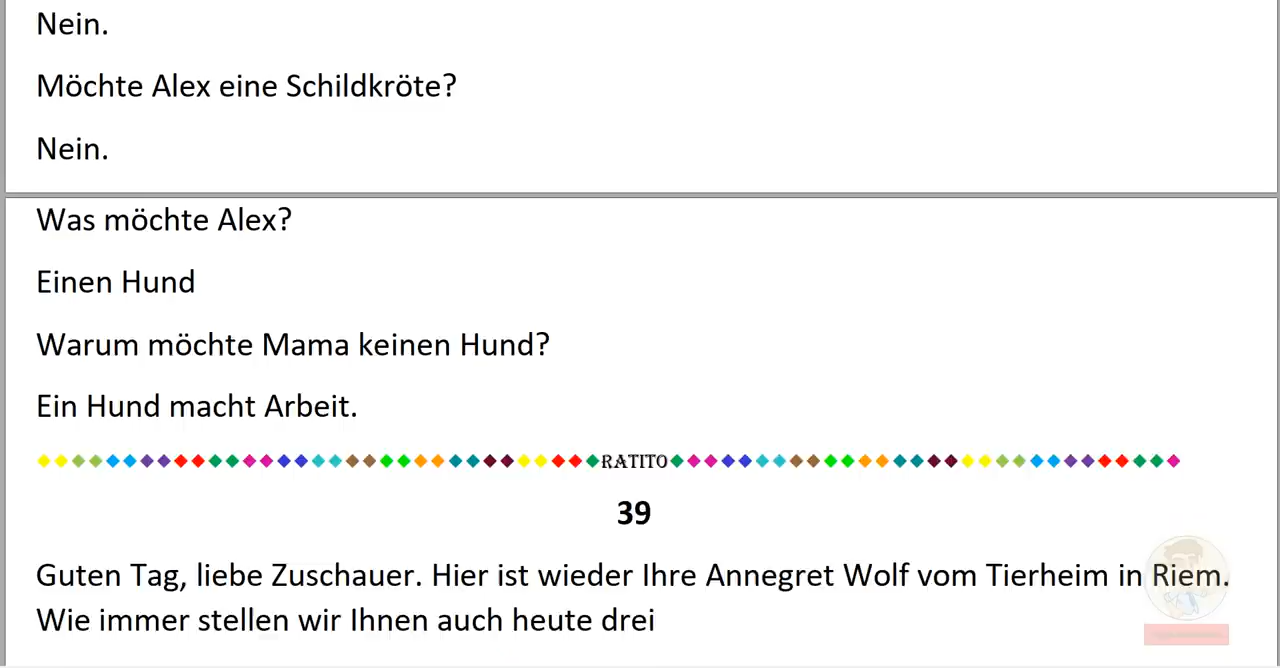 Nein.
Möchte Alex eine Schildkröte?
Nein.
Was möchte Alex?
Einen Hund
Warum möchte Mama keinen Hund?
Ein Hund macht Arbeit.
RATITO
39
Guten Tag, liebe Zuschauer. Hier ist wieder Ihre Annegret Wolf vom Tierheim in Riem.
Wie immer stellen wir Ihnen auch heute drei